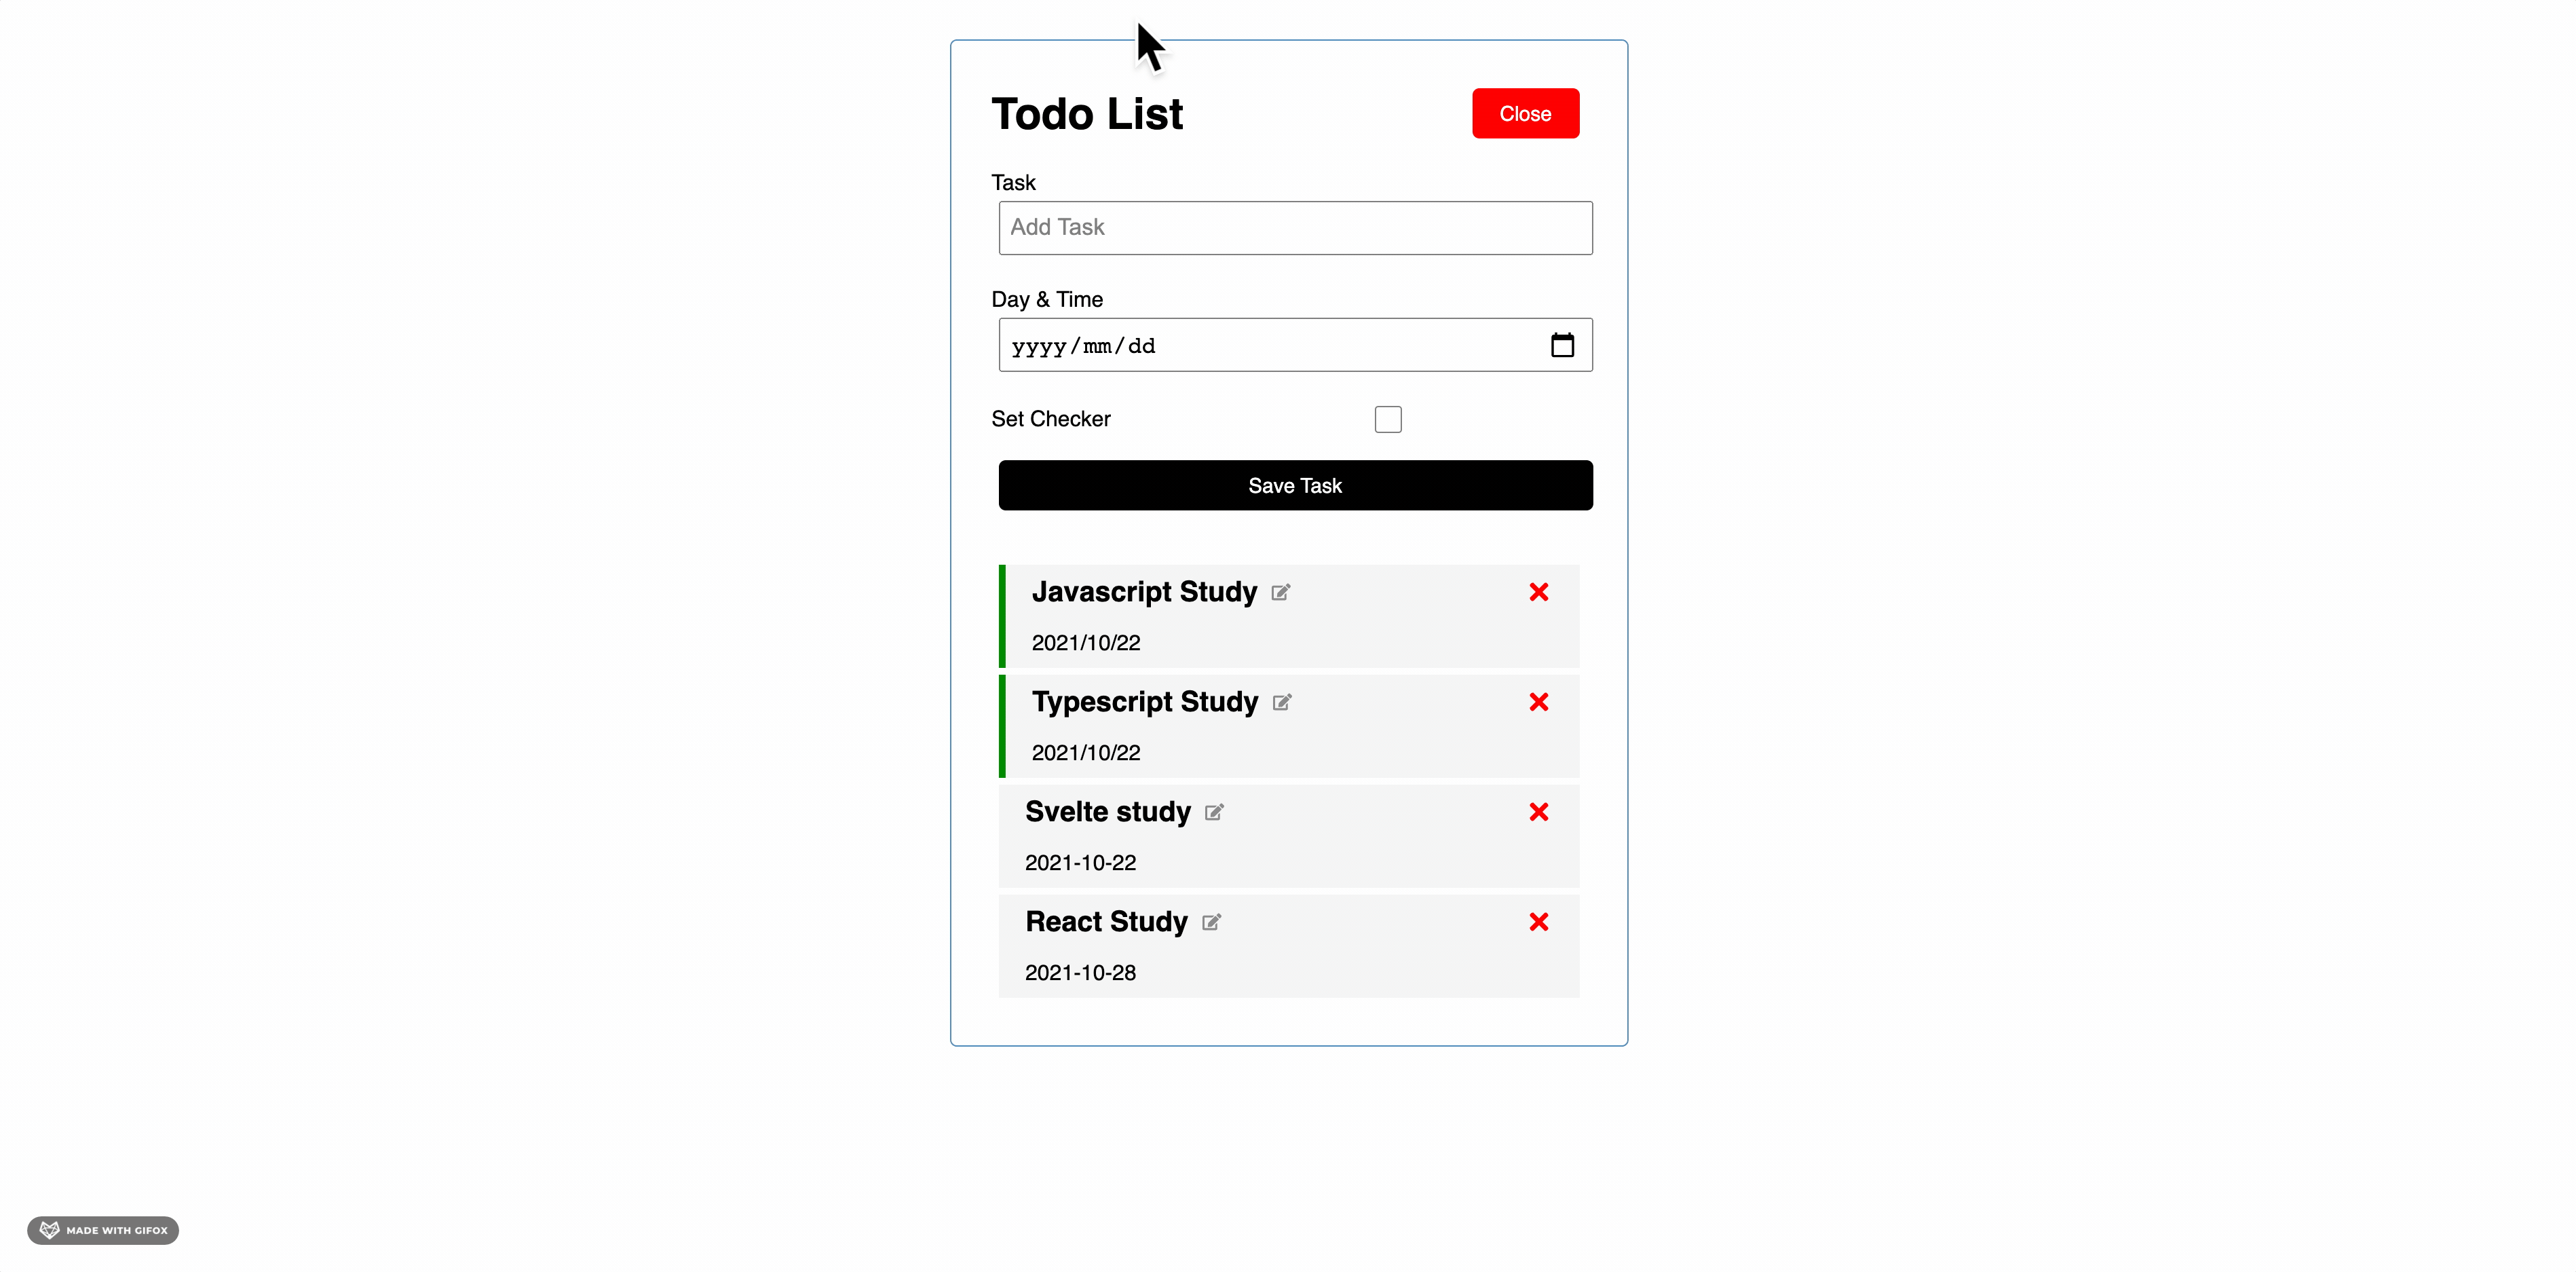 Todo List
Close
Task
Add Task
Day & Time
yyyy/mm/dd
Set Checker
Save Task
Javascript Study
2021/10/22
Typescript Study
2021/10/22
Svelte study
2021-10-22
React Study
2021-10-28
MADE WITH GIFOX